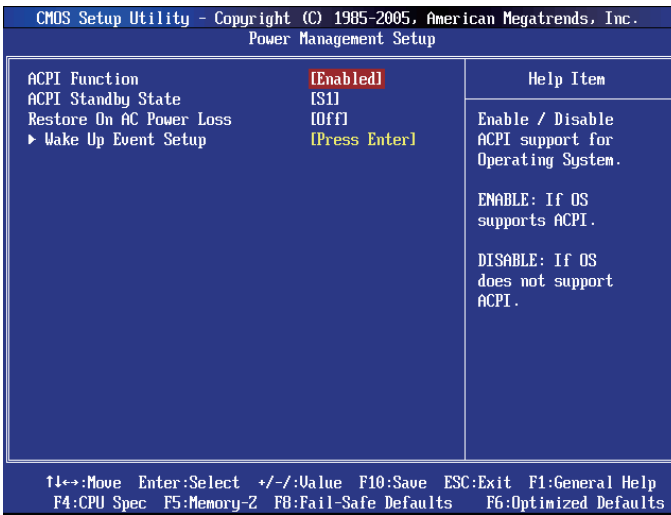 CMOS Setup Utility - Copyright (C) 1985-2005, American Megatrends, Inc.
Power Management Setup
ACPI Function [Enabled]
ACPI Standby State [S1]
Restore On AC Power Loss [Off]
▶ Wake Up Event Setup [Press Enter]
Help Item
Enable / Disable
ACPI support for
Operating System.
ENABLE: If OS
supports ACPI.
DISABLE: If OS
does not support
ACPI.
↑↓←→:Move Enter:Select +/-/:Value F10:Save ESC:Exit F1:General Help
F4:CPU Spec F5:Memory-Z F8:Fail-Safe Defaults F6:Optimized Defaults